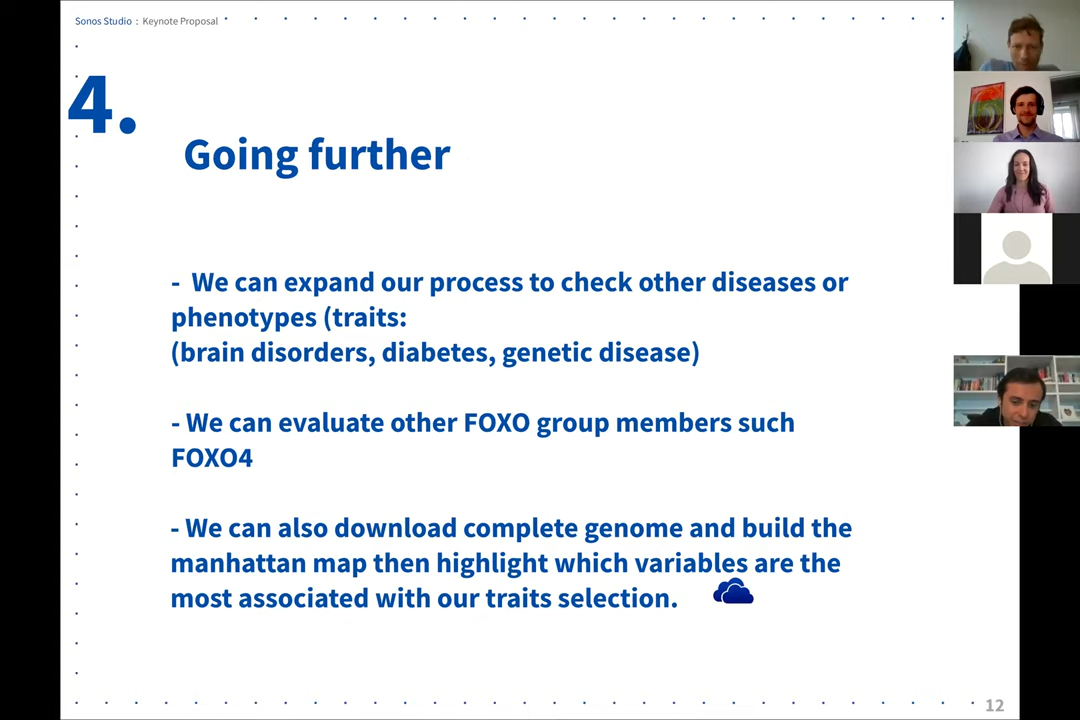 Sonos Studio : Keynote Proposal
4.
Going further
- We can expand our process to check other diseases or
phenotypes (traits:
(brain disorders, diabetes, genetic disease)
- We can evaluate other FOXO group members such
FOXO4
- We can also download complete genome and build the
manhattan map then highlight which variables are the
most associated with our traits selection.
12